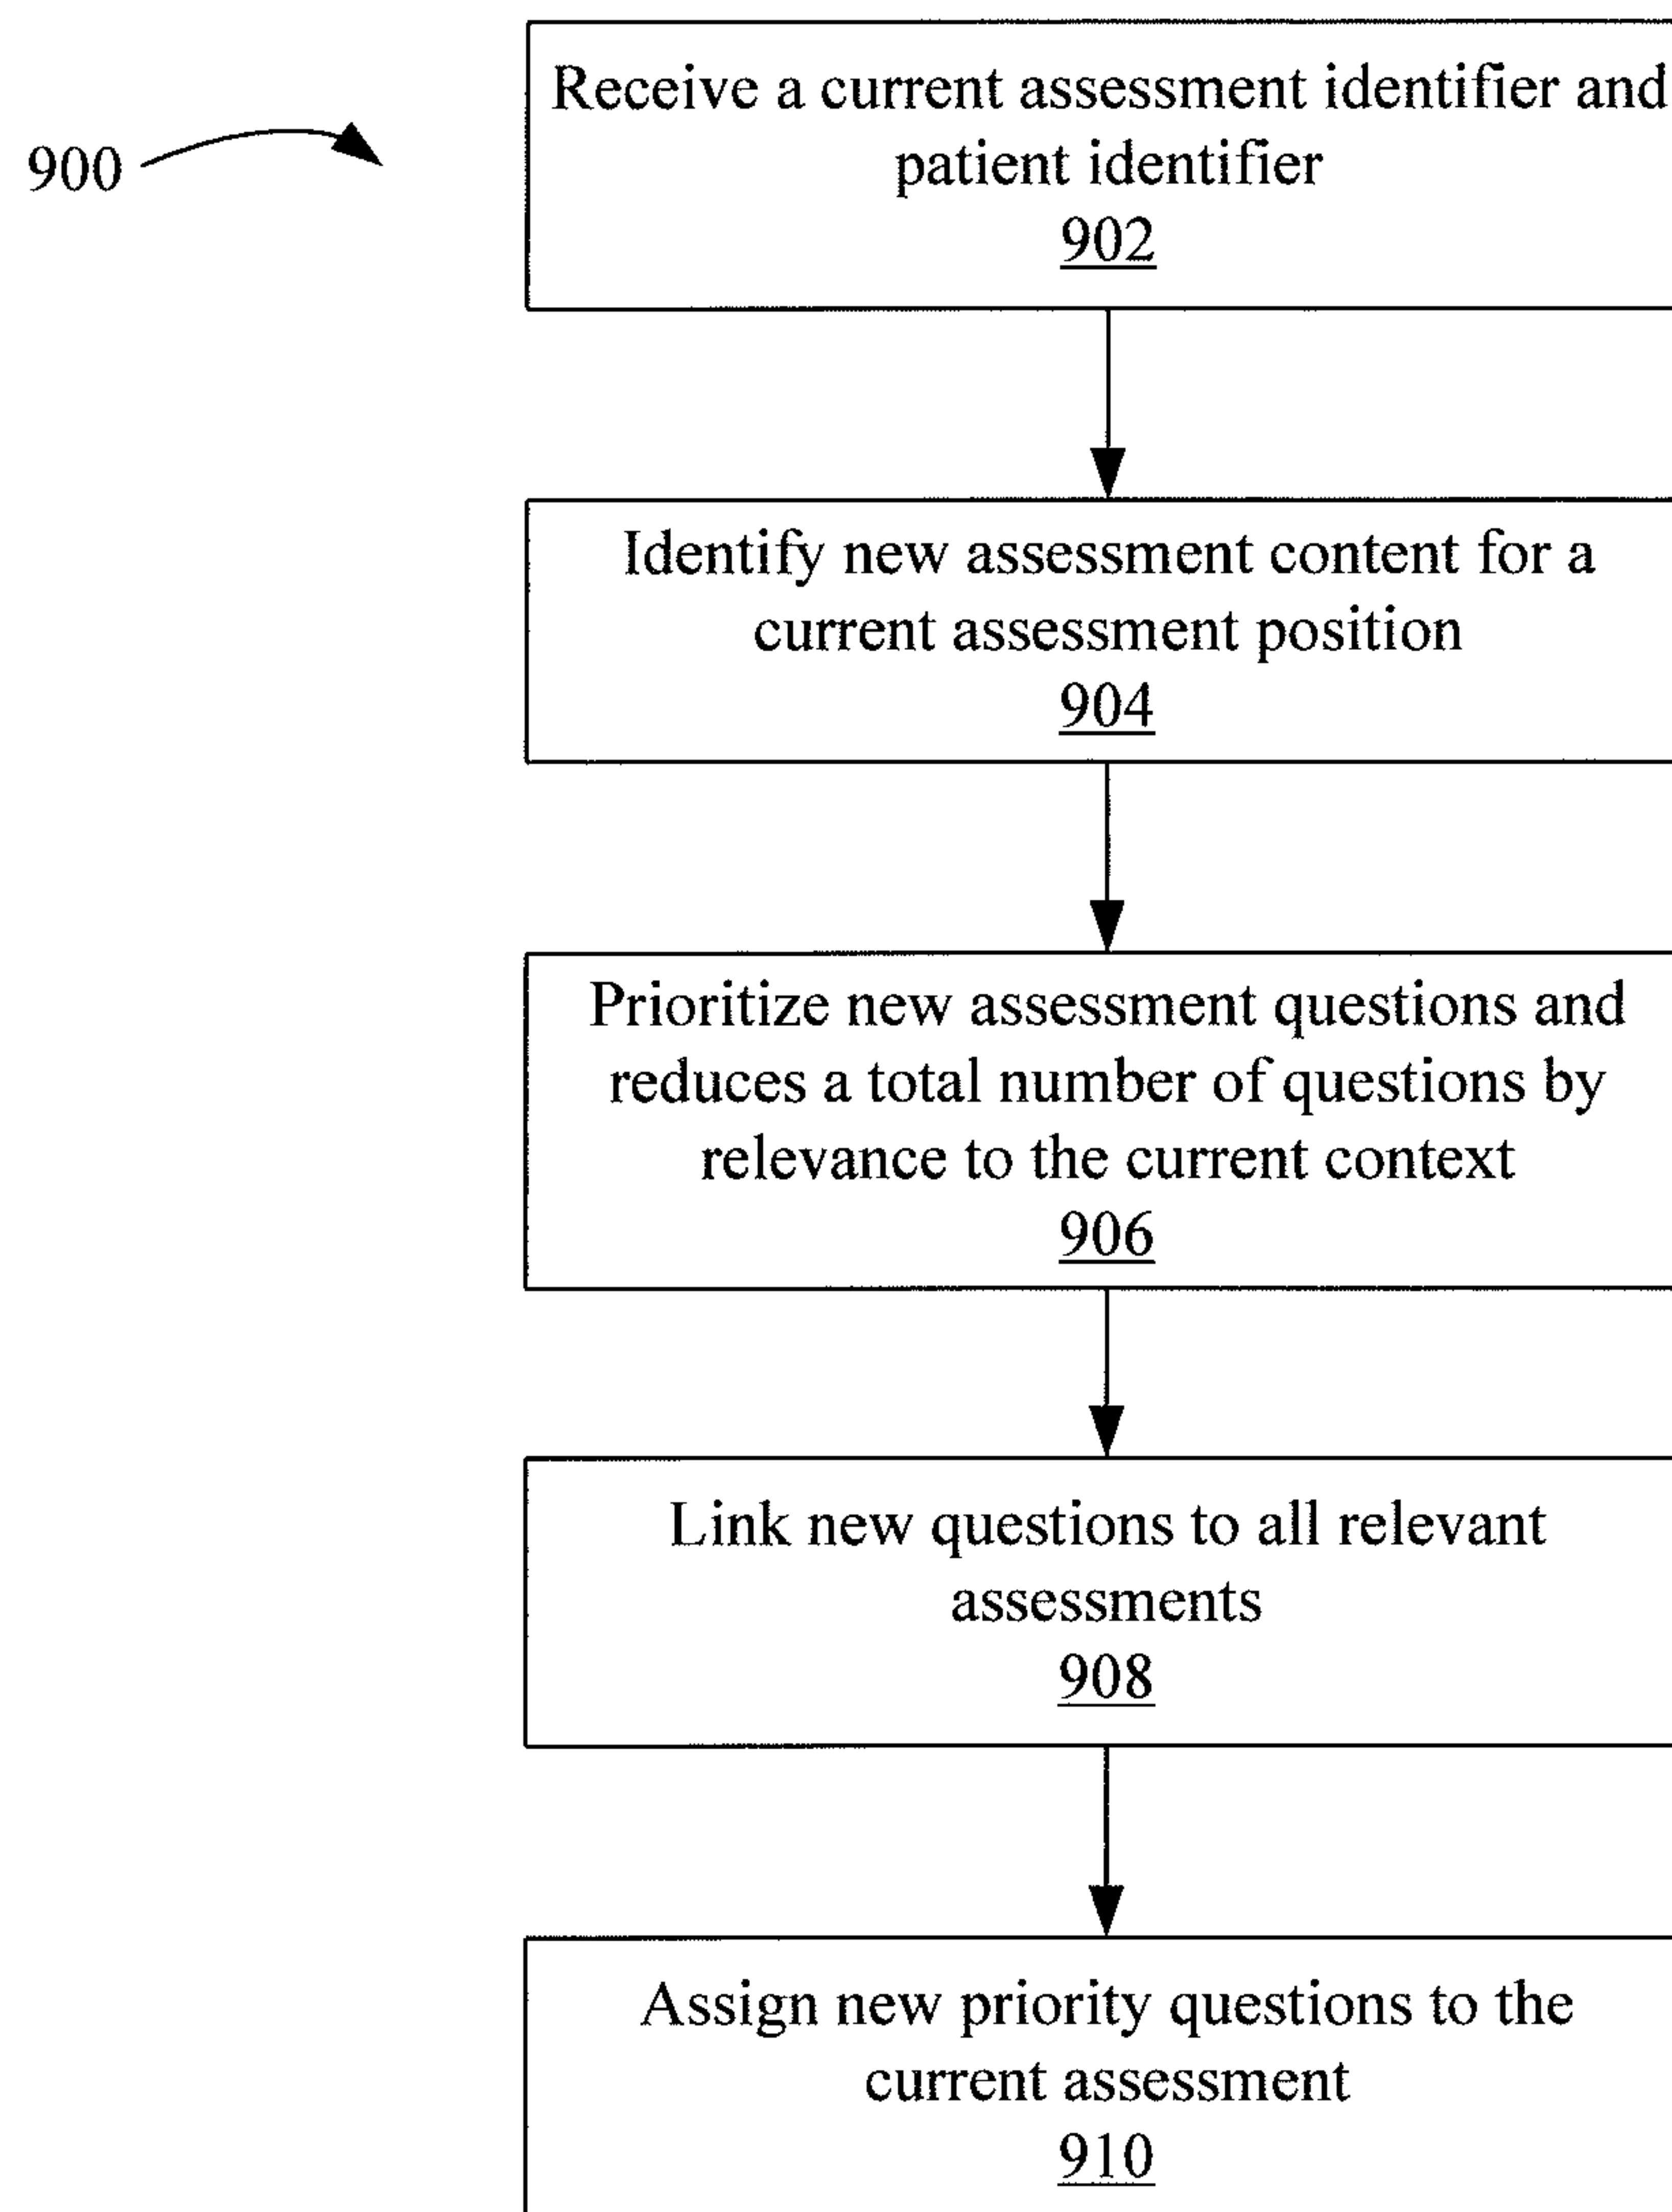 Receive a current assessment identifier and
patient identifier
902
900
Identify new assessment content for a
current assessment position
904
Prioritize new assessment questions and
reduces a total number of questions by
relevance to the current context
906
Link new questions to all relevant
assessments
908
Assign new priority questions to the
current assessment
910